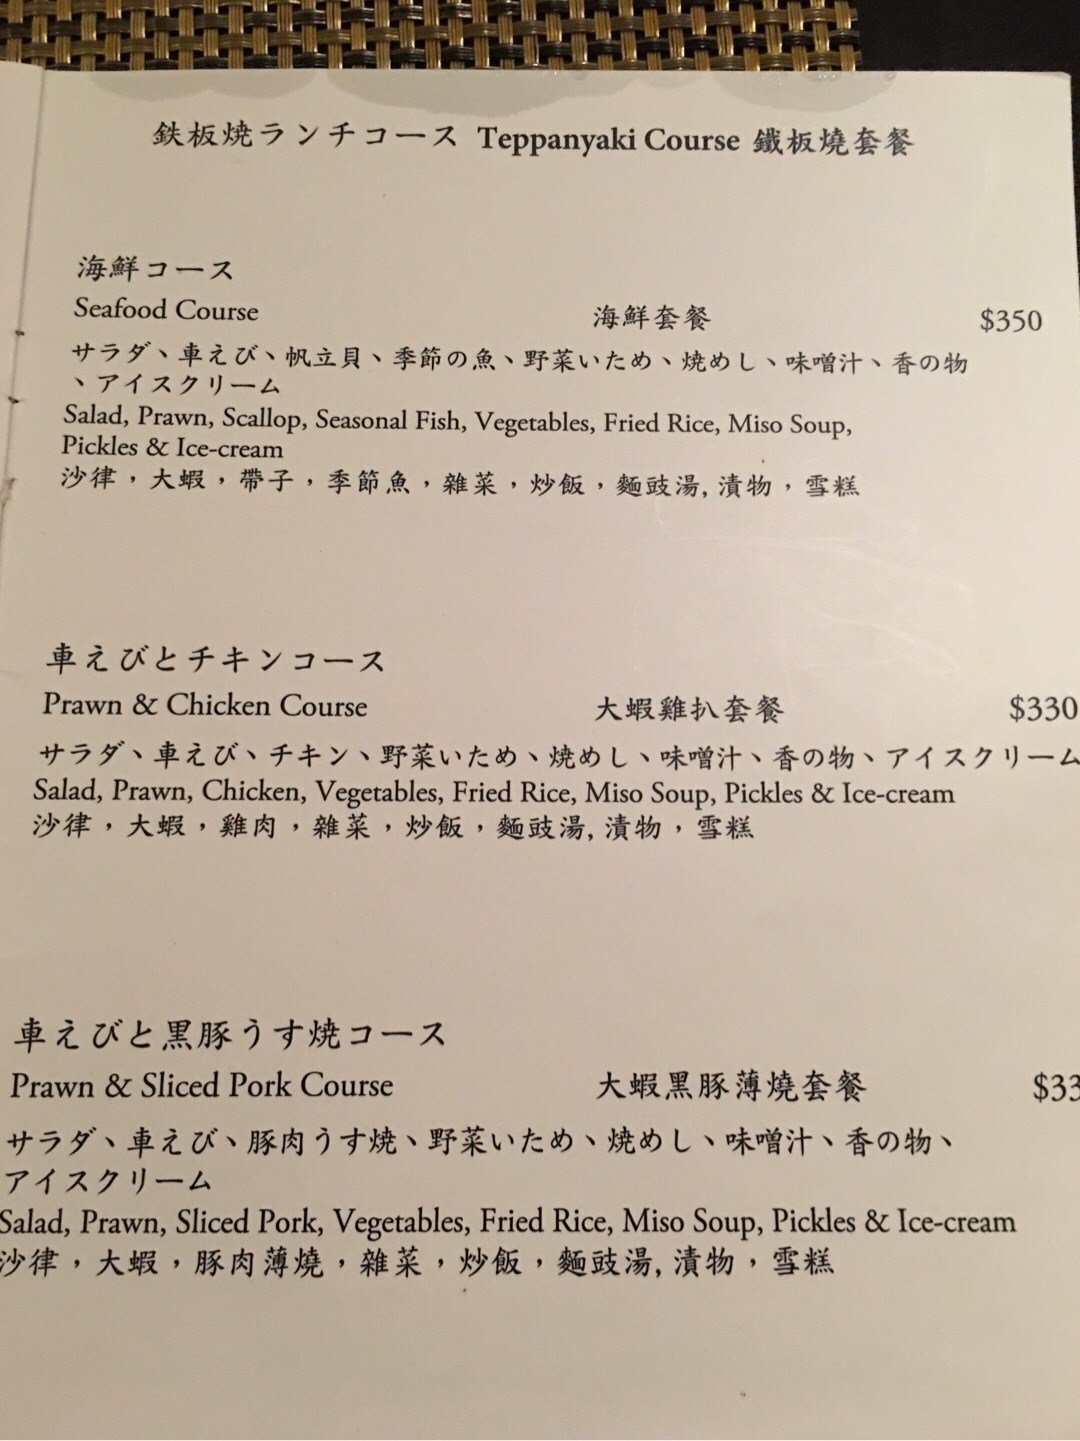 鉄板焼ランチコース Teppanyaki Course 鐵板燒套餐
海鮮コース
Seafood Course 海鮮套餐 $350
サラダ、車えび、帆立貝、季節の魚、野菜いため、焼めし、味噌汁、香の物
、アイスクリーム
Salad, Prawn, Scallop, Seasonal Fish, Vegetables, Fried Rice, Miso Soup,
Pickles & Ice-cream
沙律，大蝦，帶子，季節魚，雜菜，炒飯，麵豉湯, 漬物，雪糕
車えびとチキンコース
Prawn & Chicken Course 大蝦雞扒套餐 $330
サラダ、車えび、チキン、野菜いため、焼めし、味噌汁、香の物、アイスクリーム
Salad, Prawn, Chicken, Vegetables, Fried Rice, Miso Soup, Pickles & Ice-cream
沙律，大蝦，雞肉，雜菜，炒飯，麵豉湯, 漬物，雪糕
車えびと黒豚うす焼コース
Prawn & Sliced Pork Course 大蝦黑豚薄燒套餐 $33
サラダ、車えび、豚肉うす焼、野菜いため、焼めし、味噌汁、香の物、
アイスクリーム
Salad, Prawn, Sliced Pork, Vegetables, Fried Rice, Miso Soup, Pickles & Ice-cream
沙律，大蝦，豚肉薄燒，雜菜，炒飯，麵豉湯, 漬物，雪糕